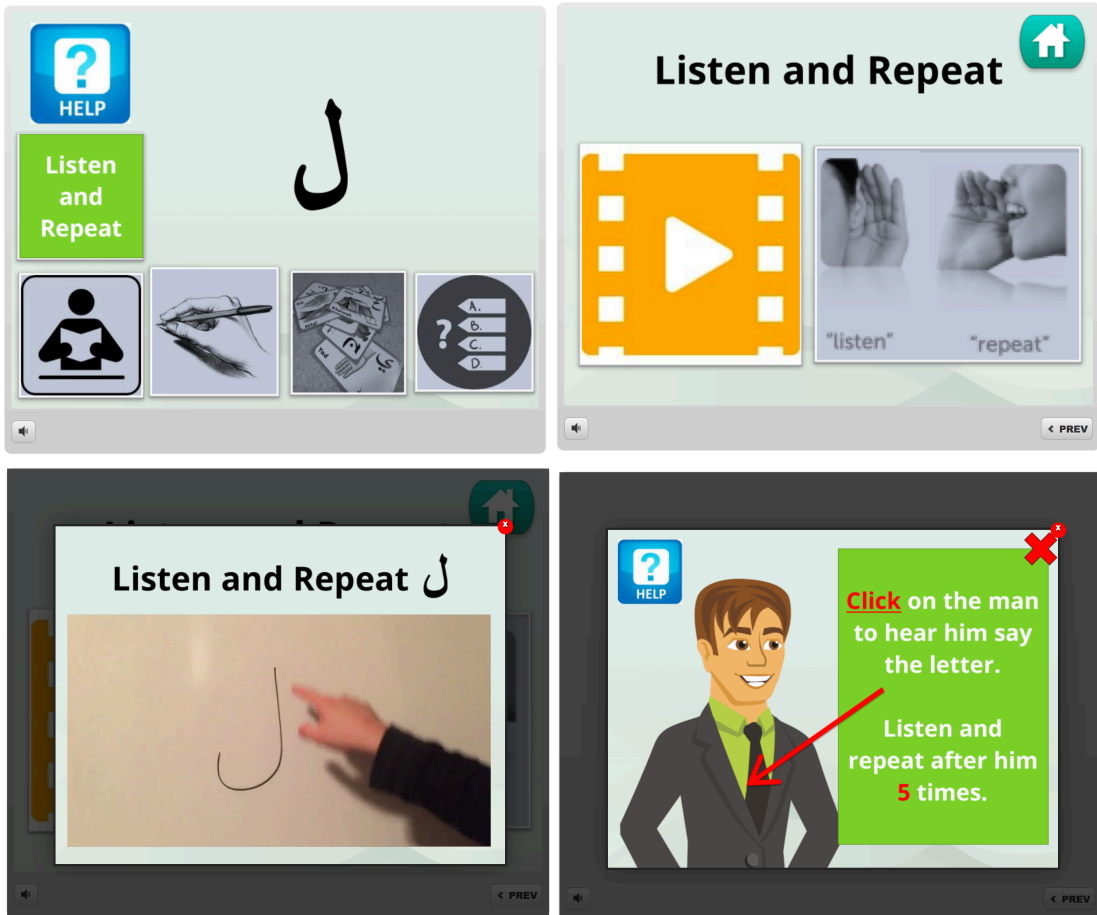 ?
HELP
ل
Listen
and
Repeat
?
A.
B.
C.
D.
Listen and Repeat
"listen"
"repeat"
< PREV
x
Listen and Repeat ل
ل
< PREV
x
?
HELP
Click on the man
to hear him say
the letter.
Listen and
repeat after him
5 times.
< PREV